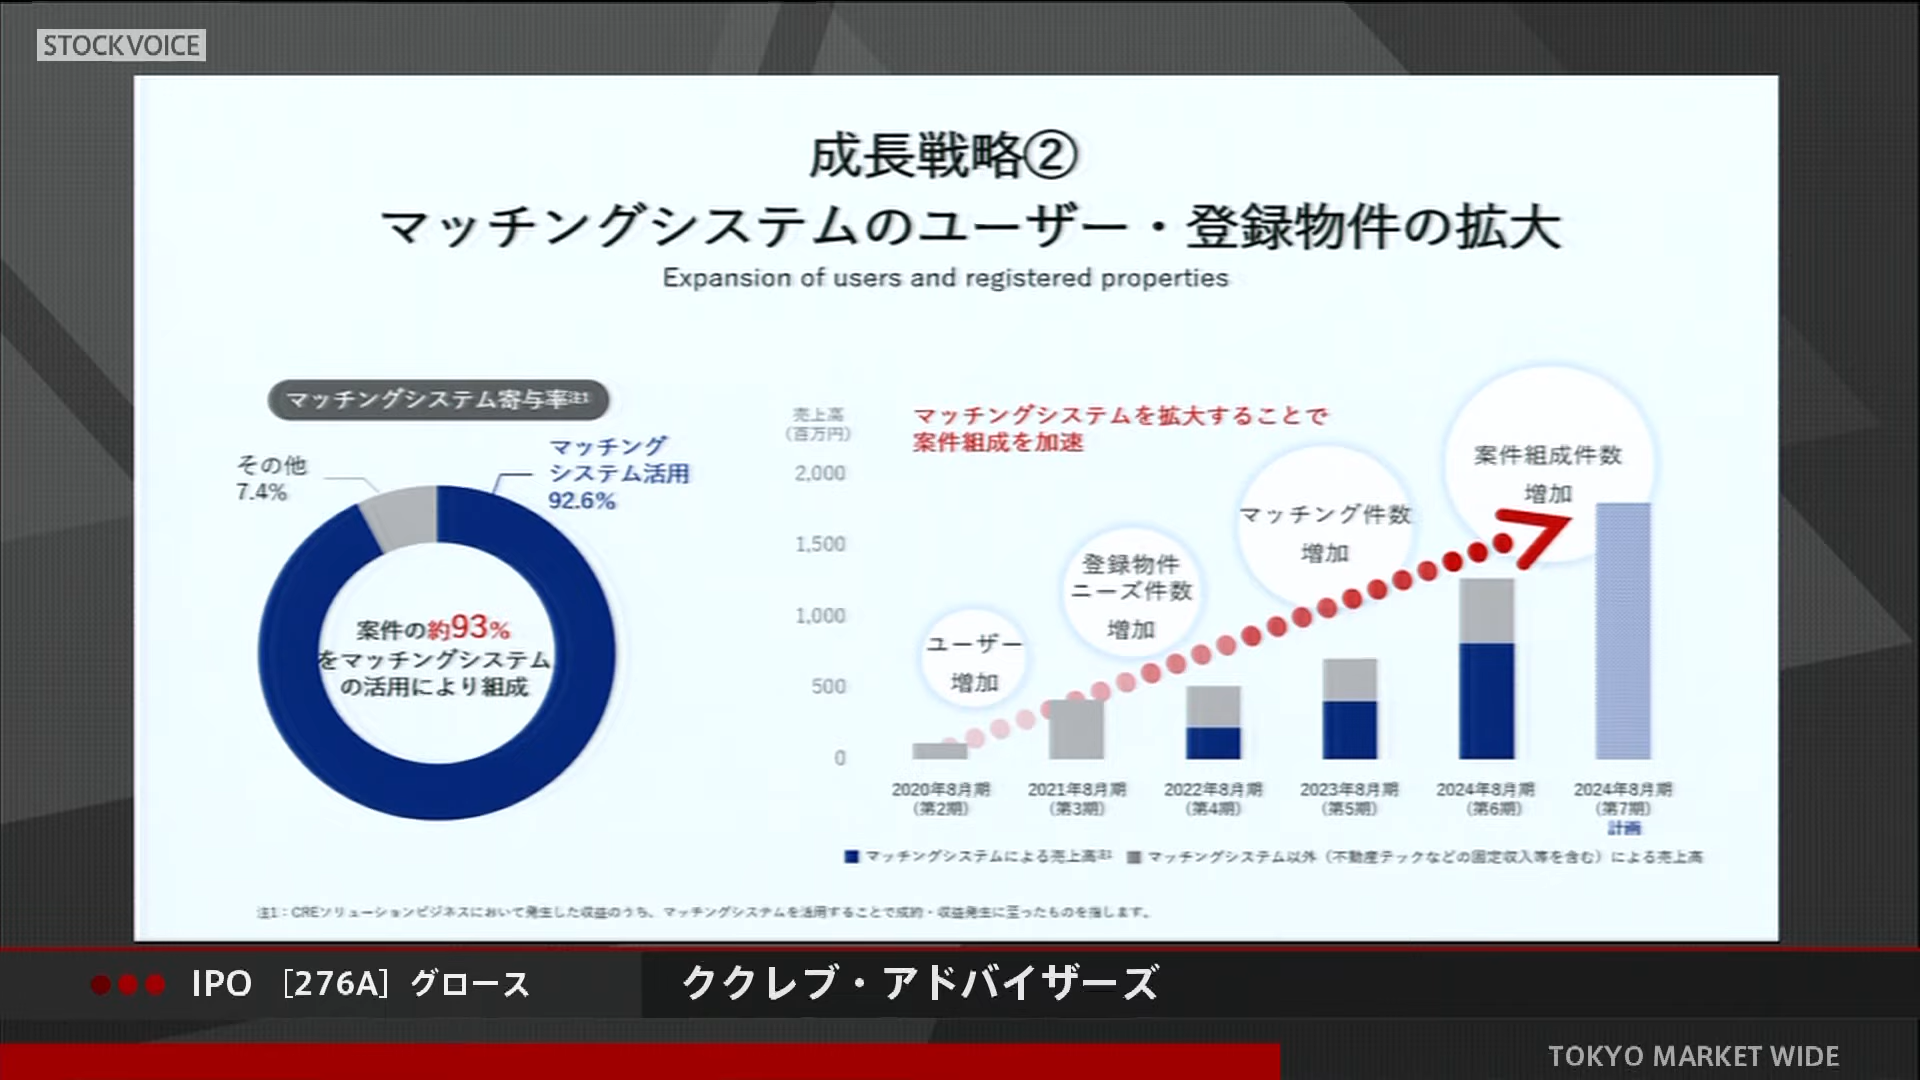 STOCKVOICE
成長戦略②
マッチングシステムのユーザー・登録物件の拡大
Expansion of users and registered properties
マッチングシステム寄与率注1
その他
7.4%
マッチング
システム活用
92.6%
案件の約93%
をマッチングシステム
の活用により組成
売上高
(百万円)
2,000
1,500
1,000
500
0
マッチングシステムを拡大することで
案件組成を加速
ユーザー
増加
登録物件
ニーズ件数
増加
マッチング件数
増加
案件組成件数
増加
2020年8月期
(第2期)
2021年8月期
(第3期)
2022年8月期
(第4期)
2023年8月期
(第5期)
2024年8月期
(第6期)
2024年8月期
(第7期)
計画
マッチングシステムによる売上高注1
マッチングシステム以外(不動産テックなどの固定収入等を含む)による売上高
注1:CREソリューションビジネスにおいて発生した収益のうち、マッチングシステムを活用することで成約・収益発生に至ったものを指します。
IPO [276A] グロース
ククレブ・アドバイザーズ
TOKYO MARKET WIDE